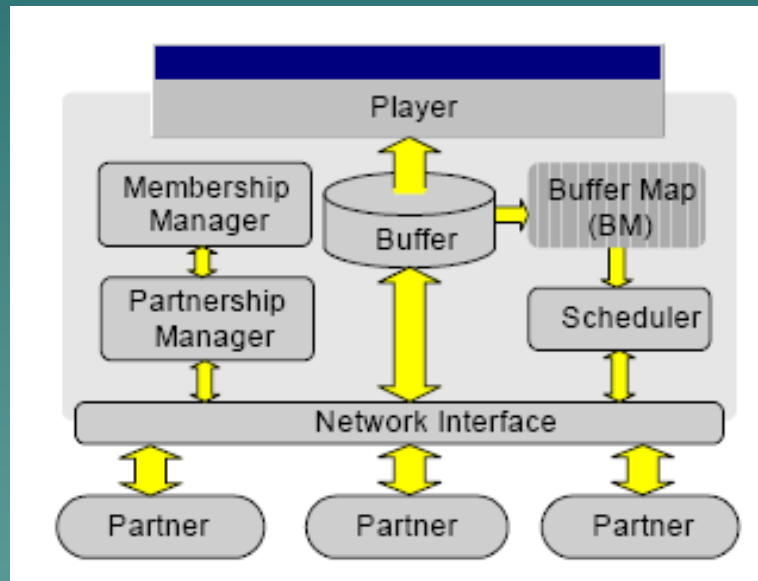 Player
Membership
Manager
Buffer
Buffer Map
(BM)
Partnership
Manager
Scheduler
Network Interface
Partner
Partner
Partner